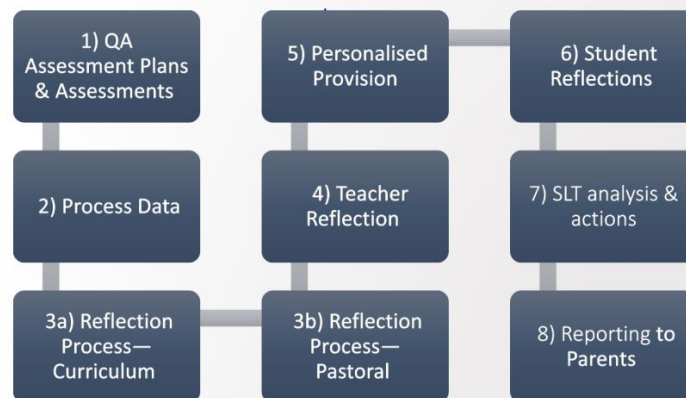 1) QA
Assessment Plans
& Assessments
2) Process Data
3a) Reflection
Process—
Curriculum
3b) Reflection
Process—
Pastoral
4) Teacher
Reflection
5) Personalised
Provision
6) Student
Reflections
7) SLT analysis &
actions
8) Reporting to
Parents